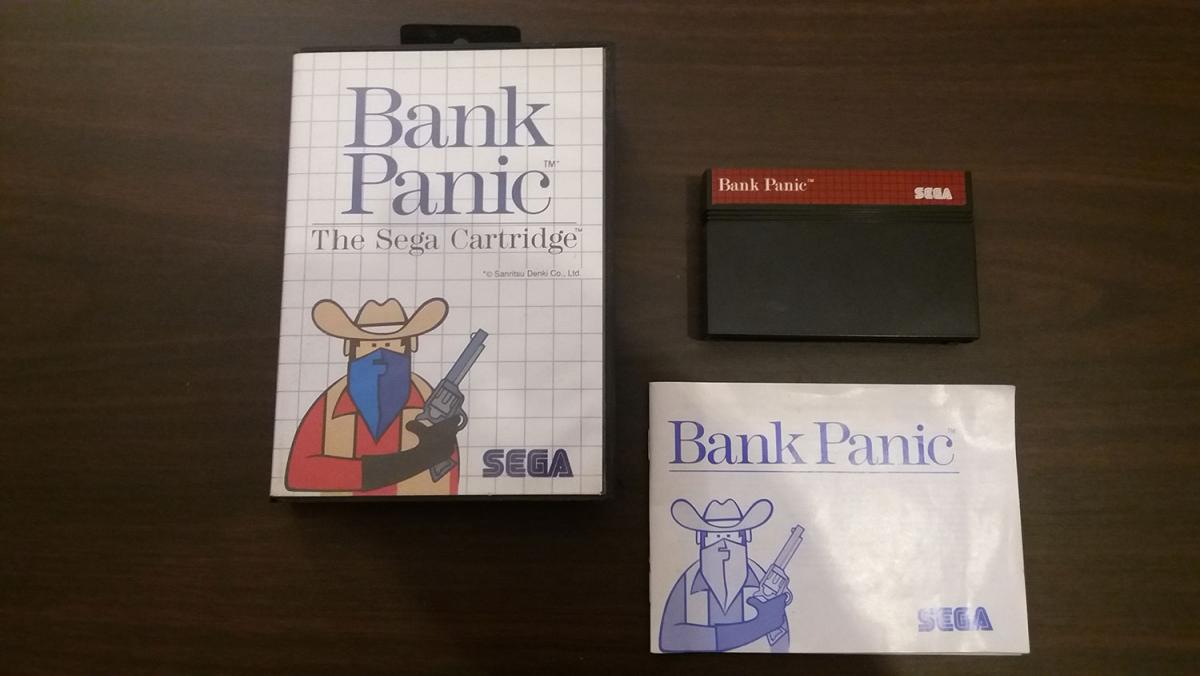 Bank
Panic™
The Sega Cartridge™
*© Sanritsu Denki Co., Ltd.
SEGA
Bank Panic™
SEGA
Bank Panic™
SEGA